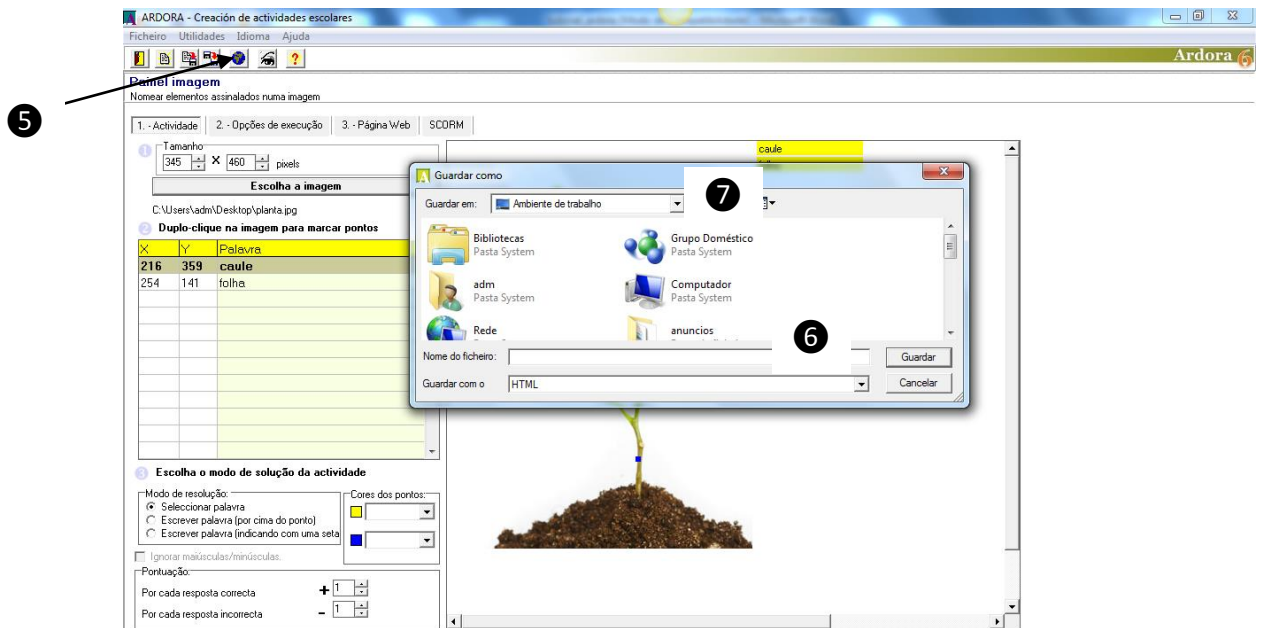 ARDORA - Creación de actividades escolares
Ficheiro Utilidades Idioma Ajuda
Ardora 6
❺
Painel imagem
Nomear elementos assinalados numa imagem
1. - Actividade 2. - Opções de execução 3. - Página Web SCORM
1 Tamanho
345 X 460 pixels
Escolha a imagem
C:\Users\adm\Desktop\planta.jpg
2 Duplo-clique na imagem para marcar pontos
X Y Palavra
216 359 caule
254 141 folha
3 Escolha o modo de solução da actividade
Modo de resolução:
Seleccionar palavra
Escrever palavra (por cima do ponto)
Escrever palavra (indicando com uma seta
Cores dos pontos:
Ignorar maiúsculas/minúsculas.
Pontuação:
Por cada resposta correcta + 1
Por cada resposta incorrecta - 1
caule
Guardar como
❼
Guardar em: Ambiente de trabalho
Bibliotecas
Pasta System
Grupo Doméstico
Pasta System
adm
Pasta System
Computador
Pasta System
Rede
anuncios
❻
Nome do ficheiro:
Guardar
Guardar com o HTML
Cancelar